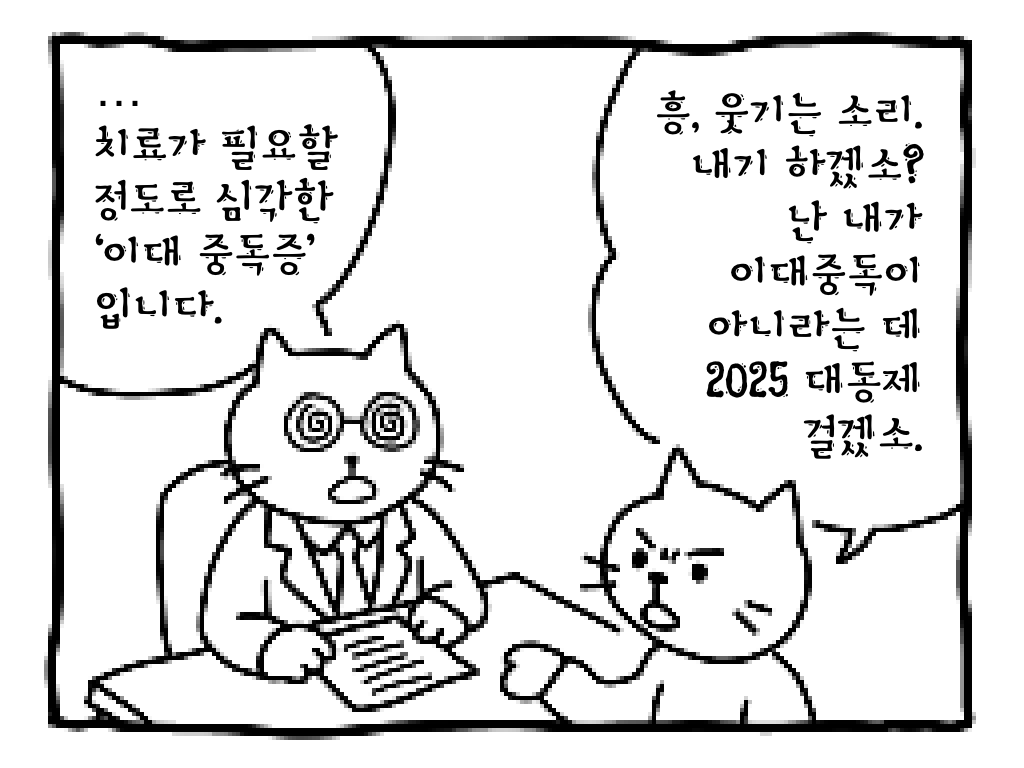 ...
치료가 필요할
정도로 심각한
‘이대 중독증’
입니다.
흥, 웃기는 소리.
내기 하겠소?
난 내가
이대중독이
아니라는 데
2025 대동제
걸겠소.